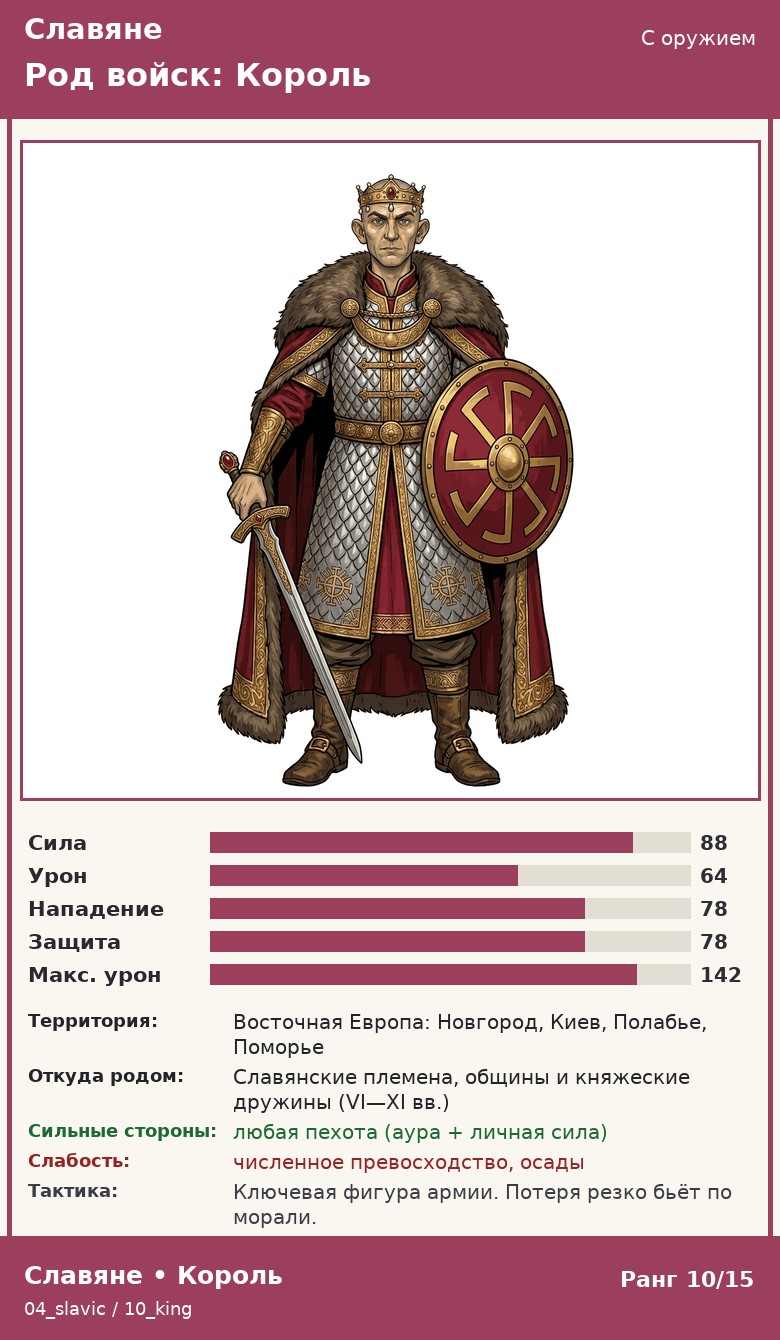 Славяне
С оружием
Род войск: Король
Сила 88
Урон 64
Нападение 78
Защита 78
Макс. урон 142
Территория: Восточная Европа: Новгород, Киев, Полабье,
Поморье
Откуда родом: Славянские племена, общины и княжеские
дружины (VI—XI вв.)
Сильные стороны: любая пехота (аура + личная сила)
Слабость: численное превосходство, осады
Тактика: Ключевая фигура армии. Потеря резко бьёт по
морали.
Славяне • Король
Ранг 10/15
04_slavic / 10_king